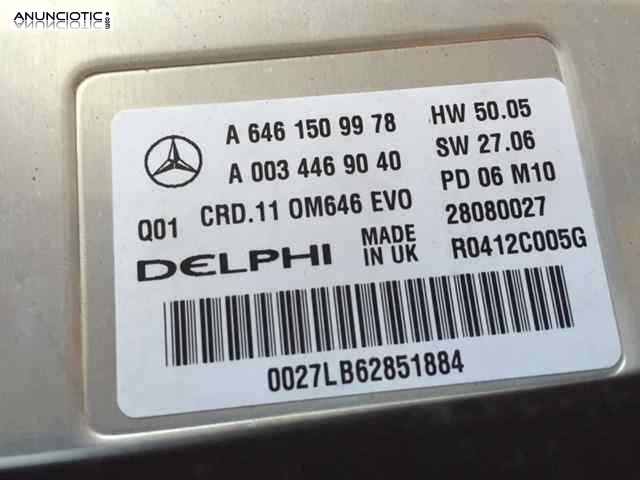 ANUNCIOTIC.com
A 646 150 99 78 HW 50.05
A 003 446 90 40 SW 27.06
Q01 CRD.11 OM646 EVO PD 06 M10
28080027
DELPHI MADE IN UK R0412C005G
0027LB62851884